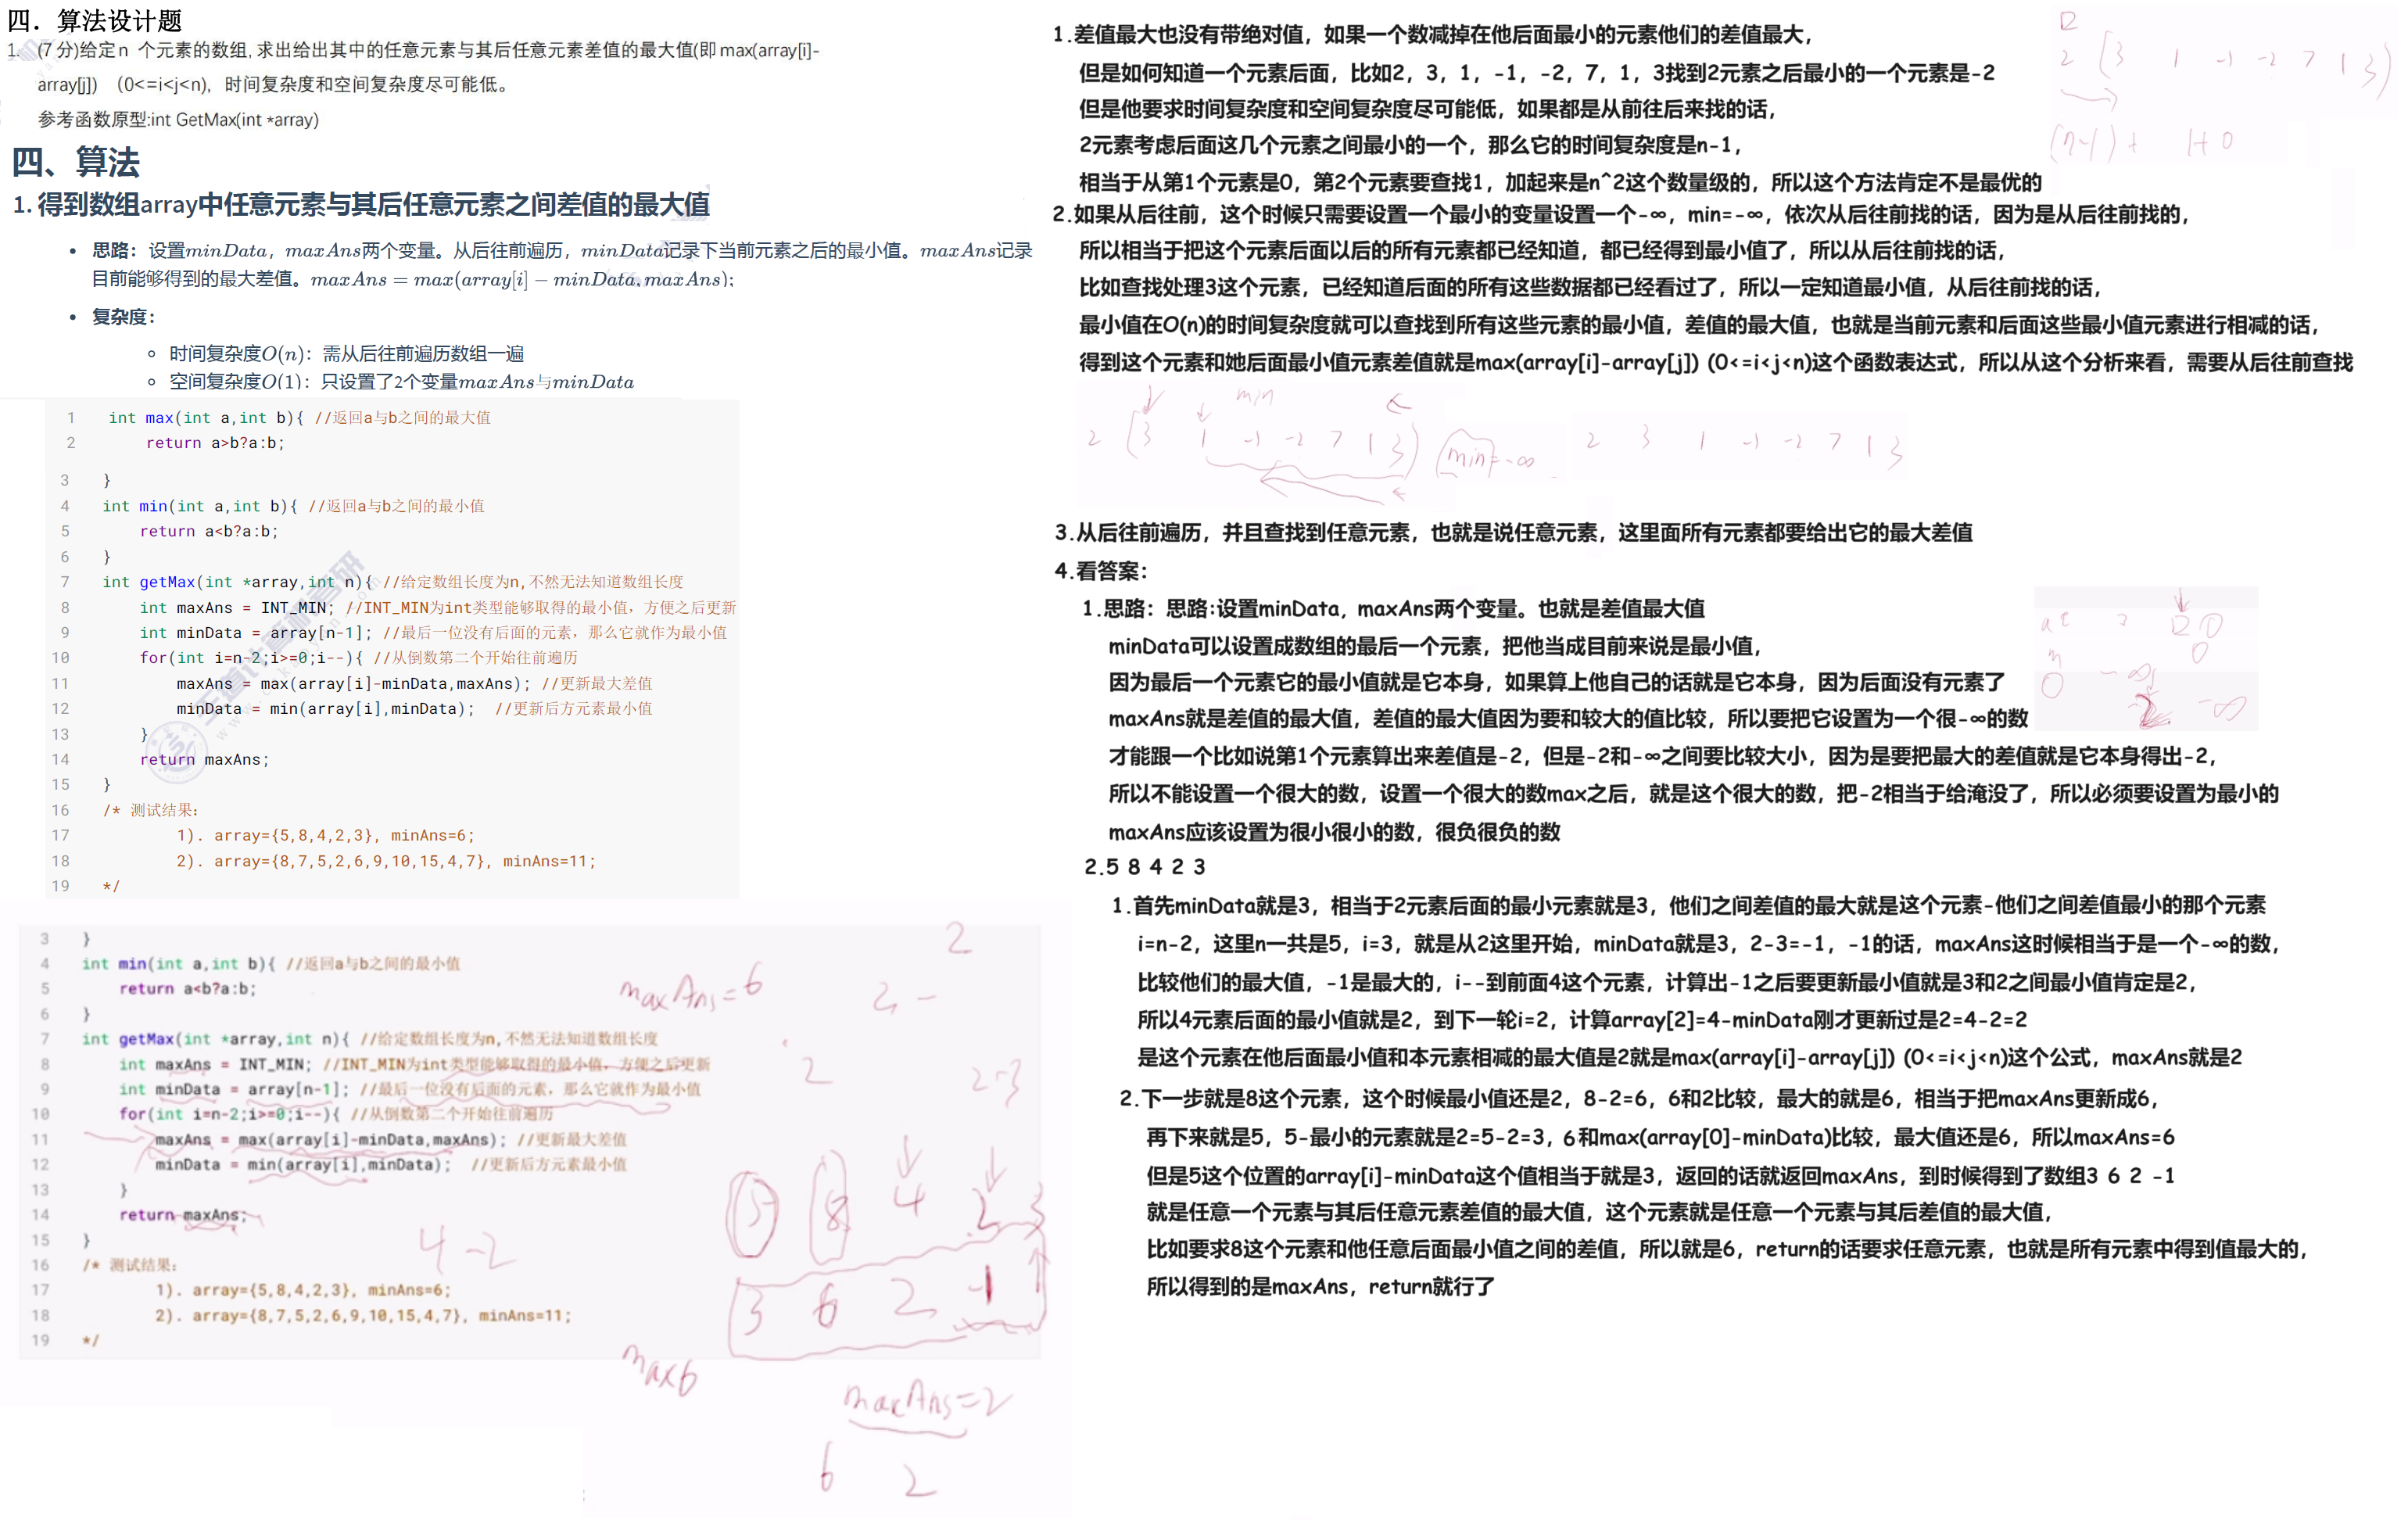 四．算法设计题
1. (7 分)给定n 个元素的数组,求出给出其中的任意元素与其后任意元素差值的最大值(即 max(array[i]-
array[j]) （0<=i<j<n)，时间复杂度和空间复杂度尽可能低。
参考函数原型:int GetMax(int *array)
四、算法
1. 得到数组array中任意元素与其后任意元素之间差值的最大值
• 思路：设置minData，maxAns两个变量。从后往前遍历，minData记录下当前元素之后的最小值。maxAns记录
目前能够得到的最大差值。maxAns = max(array[i] − minData, maxAns);
• 复杂度：
◦ 时间复杂度O(n)：需从后往前遍历数组一遍
◦ 空间复杂度O(1)：只设置了2个变量maxAns与minData
1 int max(int a,int b){ //返回a与b之间的最大值
2 return a>b?a:b;
3 }
4 int min(int a,int b){ //返回a与b之间的最小值
5 return a<b?a:b;
6 }
7 int getMax(int *array,int n){ //给定数组长度为n,不然无法知道数组长度
8 int maxAns = INT_MIN; //INT_MIN为int类型能够取得的最小值，方便之后更新
9 int minData = array[n-1]; //最后一位没有后面的元素，那么它就作为最小值
10 for(int i=n-2;i>=0;i--){ //从倒数第二个开始往前遍历
11 maxAns = max(array[i]-minData,maxAns); //更新最大差值
12 minData = min(array[i],minData); //更新后方元素最小值
13 }
14 return maxAns;
15 }
16 /* 测试结果：
17 1). array={5,8,4,2,3}, minAns=6;
18 2). array={8,7,5,2,6,9,10,15,4,7}, minAns=11;
19 */
3 }
4 int min(int a,int b){ //返回a与b之间的最小值
5 return a<b?a:b;
6 }
7 int getMax(int *array,int n){ //给定数组长度为n,不然无法知道数组长度
8 int maxAns = INT_MIN; //INT_MIN为int类型能够取得的最小值，方便之后更新
9 int minData = array[n-1]; //最后一位没有后面的元素，那么它就作为最小值
10 for(int i=n-2;i>=0;i--){ //从倒数第二个开始往前遍历
11 maxAns = max(array[i]-minData,maxAns); //更新最大差值
12 minData = min(array[i],minData); //更新后方元素最小值
13 }
14 return maxAns;
15 }
16 /* 测试结果：
17 1). array={5,8,4,2,3}, minAns=6;
18 2). array={8,7,5,2,6,9,10,15,4,7}, minAns=11;
19 */
2
maxAns=6
2 -
2
2-3
5 8 4 2 3
4-2
3 6 2 -1
max6
maxAns=2
6 2
1.差值最大也没有带绝对值，如果一个数减掉在他后面最小的元素他们的差值最大，
但是如何知道一个元素后面，比如2，3，1，-1，-2，7，1，3找到2元素之后最小的一个元素是-2
但是他要求时间复杂度和空间复杂度尽可能低，如果都是从前往后来找的话，
2元素考虑后面这几个元素之间最小的一个，那么它的时间复杂度是n-1，
相当于从第1个元素是0，第2个元素要查找1，加起来是n^2这个数量级的，所以这个方法肯定不是最优的
2 (3 1 -1 -2 7 1 3)
(n-1)+ 1+0
2.如果从后往前，这个时候只需要设置一个最小的变量设置一个-∞，min=-∞，依次从后往前找的话，因为是从后往前找的，
所以相当于把这个元素后面以后的所有元素都已经知道，都已经得到最小值了，所以从后往前找的话，
比如查找处理3这个元素，已经知道后面的所有这些数据都已经看过了，所以一定知道最小值，从后往前找的话，
最小值在O(n)的时间复杂度就可以查找到所有这些元素的最小值，差值的最大值，也就是当前元素和后面这些最小值元素进行相减的话，
得到这个元素和她后面最小值元素差值就是max(array[i]-array[j]) (0<=i<j<n)这个函数表达式，所以从这个分析来看，需要从后往前查找
min
2 (3 1 -1 -2 7 1 3) min=-∞ 2 3 1 -1 -2 7 1 3
3.从后往前遍历，并且查找到任意元素，也就是说任意元素，这里面所有元素都要给出它的最大差值
4.看答案：
1.思路：思路:设置minData，maxAns两个变量。也就是差值最大值
minData可以设置成数组的最后一个元素，把他当成目前来说是最小值，
因为最后一个元素它的最小值就是它本身，如果算上他自己的话就是它本身，因为后面没有元素了
maxAns就是差值的最大值，差值的最大值因为要和较大的值比较，所以要把它设置为一个很-∞的数
才能跟一个比如说第1个元素算出来差值是-2，但是-2和-∞之间要比较大小，因为是要把最大的差值就是它本身得出-2，
所以不能设置一个很大的数，设置一个很大的数max之后，就是这个很大的数，把-2相当于给淹没了，所以必须要设置为最小的
maxAns应该设置为很小很小的数，很负很负的数
2.5 8 4 2 3
1.首先minData就是3，相当于2元素后面的最小元素就是3，他们之间差值的最大就是这个元素-他们之间差值最小的那个元素
i=n-2，这里n一共是5，i=3，就是从2这里开始，minData就是3，2-3=-1，-1的话，maxAns这时候相当于是一个-∞的数，
比较他们的最大值，-1是最大的，i--到前面4这个元素，计算出-1之后要更新最小值就是3和2之间最小值肯定是2，
所以4元素后面的最小值就是2，到下一轮i=2，计算array[2]=4-minData刚才更新过是2=4-2=2
是这个元素在他后面最小值和本元素相减的最大值是2就是max(array[i]-array[j]) (0<=i<j<n)这个公式，maxAns就是2
2.下一步就是8这个元素，这个时候最小值还是2，8-2=6，6和2比较，最大的就是6，相当于把maxAns更新成6，
再下来就是5，5-最小的元素就是2=5-2=3，6和max(array[0]-minData)比较，最大值还是6，所以maxAns=6
但是5这个位置的array[i]-minData这个值相当于就是3，返回的话就返回maxAns，到时候得到了数组3 6 2 -1
就是任意一个元素与其后任意元素差值的最大值，这个元素就是任意一个元素与其后差值的最大值，
比如要求8这个元素和他任意后面最小值之间的差值，所以就是6，return的话要求任意元素，也就是所有元素中得到值最大的，
所以得到的是maxAns，return就行了